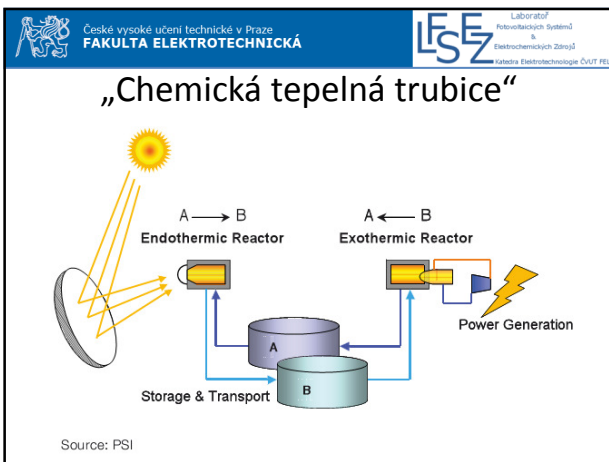 České vysoké učení technické v Praze
FAKULTA ELEKTROTECHNICKÁ
LFSEZ
Laboratoř
Fotovoltaických Systémů
&
Elektrochemických Zdrojů
Katedra Elektrotechnologie ČVUT FEL
„Chemická tepelná trubice“
A → B
Endothermic Reactor
A ← B
Exothermic Reactor
Power Generation
A
B
Storage & Transport
Source: PSI